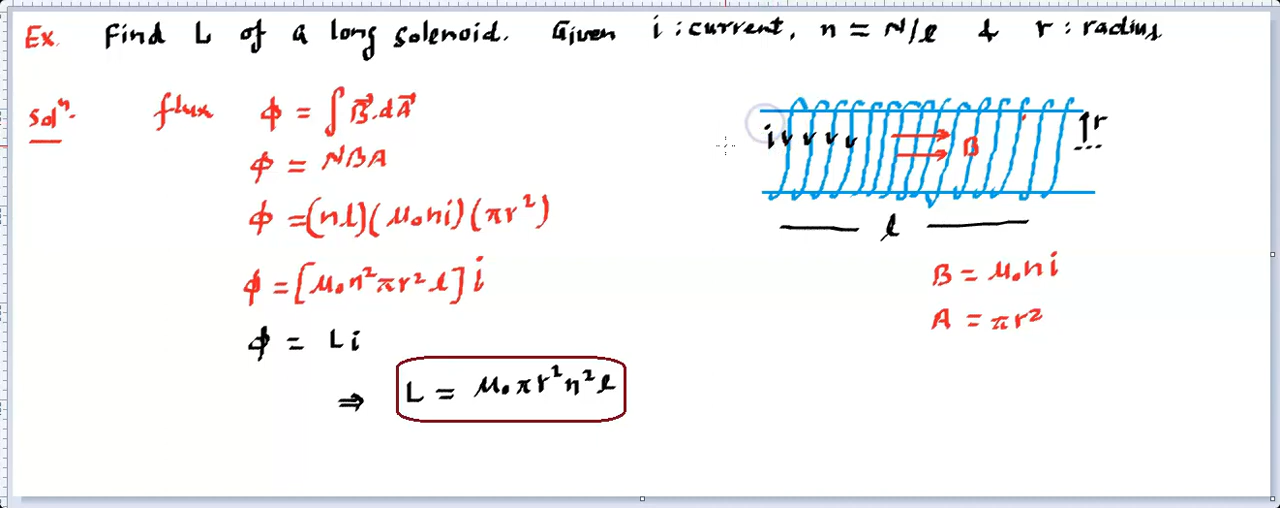 Ex. Find L of a long solenoid. Given i : current, n = N/l & r : radius
Solⁿ. flux ϕ = ∫ B⃗.dA⃗
ϕ = NBA
ϕ = (nl)(μ₀ni)(πr²)
ϕ = [μ₀n²πr²l] i
ϕ = Li
⇒ L = μ₀πr²n²l
i
B
r
l
B = μ₀ni
A = πr²